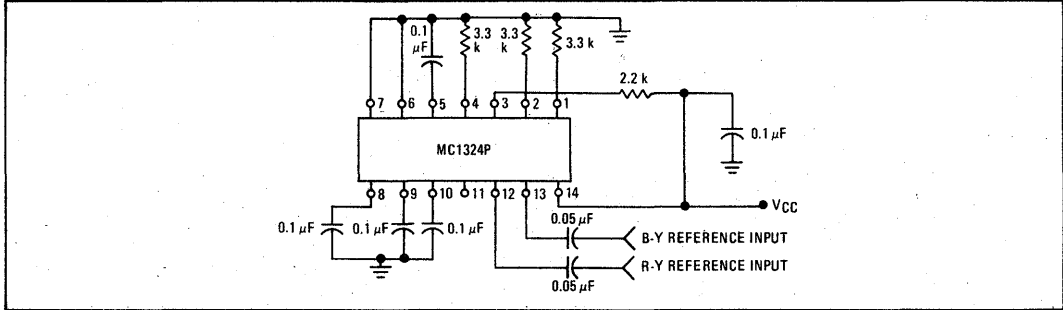 0.1
µF
3.3
k
3.3
k
3.3 k
2.2 k
7 6 5 4 3 2 1
0.1 µF
MC1324P
8 9 10 11 12 13 14
VCC
0.05 µF
0.1 µF 0.1 µF 0.1 µF
B-Y REFERENCE INPUT
R-Y REFERENCE INPUT
0.05 µF